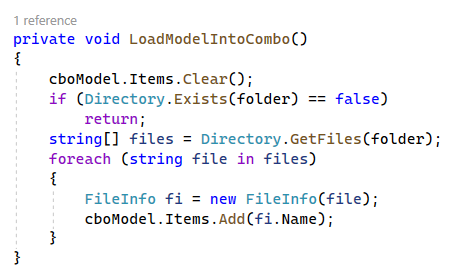 1 reference
private void LoadModelIntoCombo()
{
    cboModel.Items.Clear();
    if (Directory.Exists(folder) == false)
        return;
    string[] files = Directory.GetFiles(folder);
    foreach (string file in files)
    {
        FileInfo fi = new FileInfo(file);
        cboModel.Items.Add(fi.Name);
    }
}